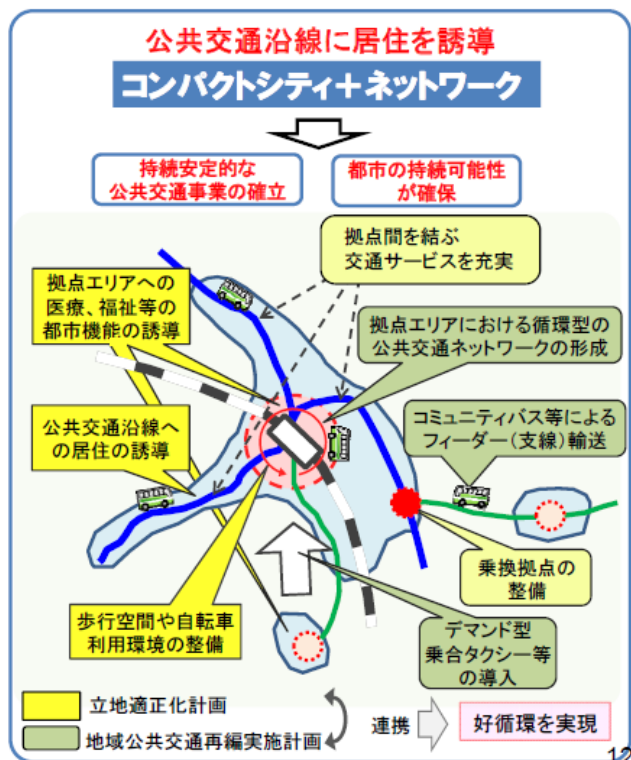 公共交通沿線に居住を誘導
コンパクトシティ＋ネットワーク
持続安定的な
公共交通事業の確立
都市の持続可能性
が確保
拠点間を結ぶ
交通サービスを充実
拠点エリアへの
医療、福祉等の
都市機能の誘導
拠点エリアにおける循環型の
公共交通ネットワークの形成
公共交通沿線へ
の居住の誘導
コミュニティバス等による
フィーダー（支線）輸送
乗換拠点の
整備
歩行空間や自転車
利用環境の整備
デマンド型
乗合タクシー等
の導入
立地適正化計画
地域公共交通再編実施計画
連携
好循環を実現
12